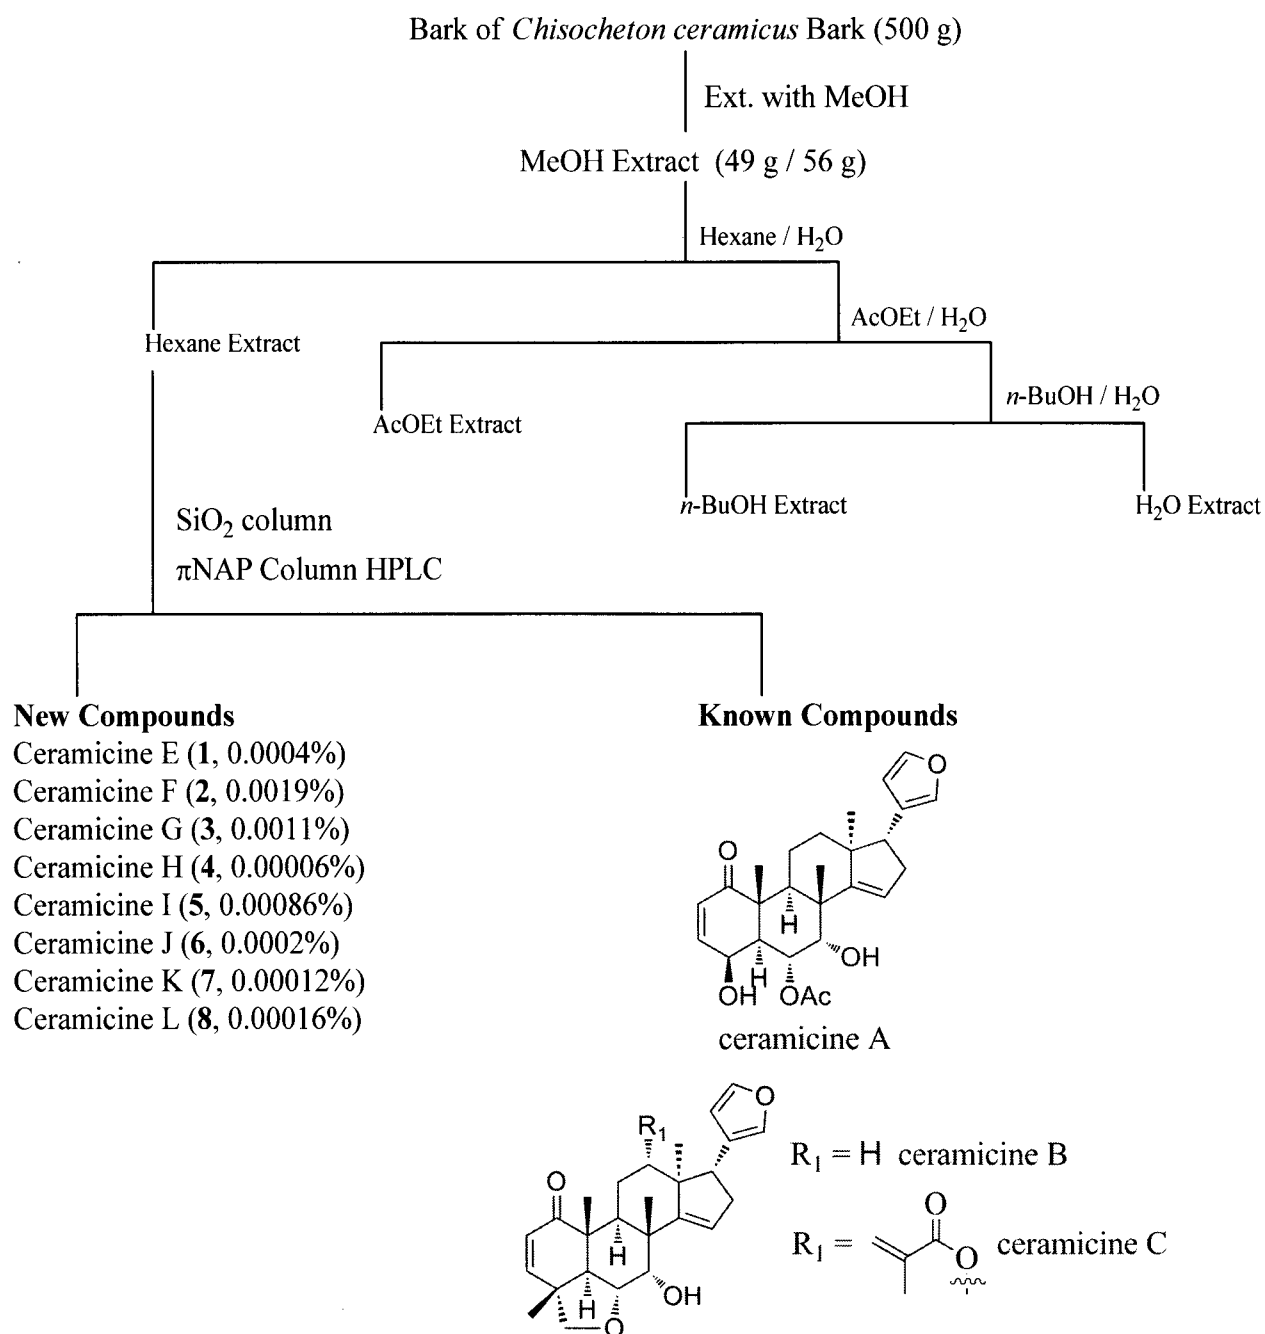 Bark of Chisocheton ceramicus Bark (500 g)
Ext. with MeOH
MeOH Extract (49 g / 56 g)
Hexane / H₂O
Hexane Extract
AcOEt / H₂O
AcOEt Extract
n-BuOH / H₂O
n-BuOH Extract
H₂O Extract
SiO₂ column
πNAP Column HPLC
New Compounds
Ceramicine E (1, 0.0004%)
Ceramicine F (2, 0.0019%)
Ceramicine G (3, 0.0011%)
Ceramicine H (4, 0.00006%)
Ceramicine I (5, 0.00086%)
Ceramicine J (6, 0.0002%)
Ceramicine K (7, 0.00012%)
Ceramicine L (8, 0.00016%)
Known Compounds
O
O
H
H
OH
OH
OAc
ceramicine A
O
R₁
O
H
H
OH
O
R₁ = H ceramicine B
O
R₁ = O ceramicine C